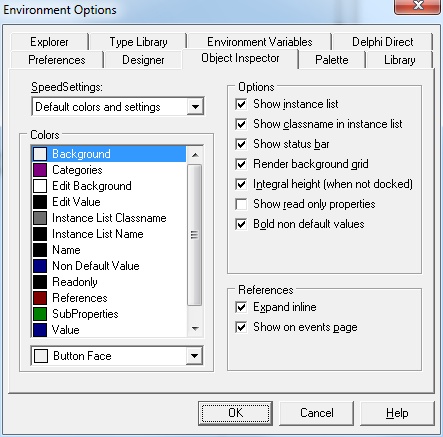 Environment Options
Explorer Type Library Environment Variables Delphi Direct
Preferences Designer Object Inspector Palette Library
SpeedSettings:
Default colors and settings
Colors
Background
Categories
Edit Background
Edit Value
Instance List Classname
Instance List Name
Name
Non Default Value
Readonly
References
SubProperties
Value
Button Face
Options
Show instance list
Show classname in instance list
Show status bar
Render background grid
Integral height (when not docked)
Show read only properties
Bold non default values
References
Expand inline
Show on events page
OK Cancel Help